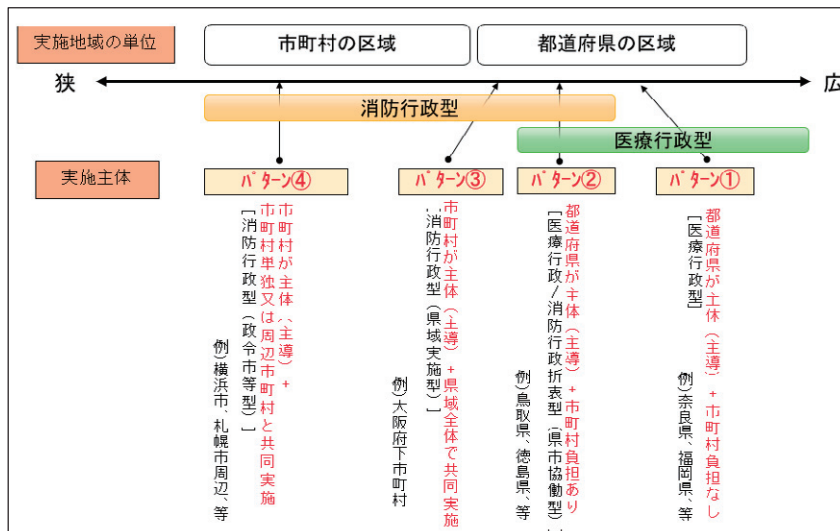 実施地域の単位
市町村の区域
都道府県の区域
狭
広
消防行政型
医療行政型
実施主体
パターン④
パターン③
パターン②
パターン①
市町村が主体(主導)+
市町村単独又は周辺市町村と共同実施
[消防行政型(政令市等型)]
例)横浜市、札幌市周辺、等
市町村が主体(主導)+県域全体で共同実施
[消防行政型(県域実施型)]
例)大阪府下市町村
都道府県が主体(主導)+市町村負担あり
[医療行政/消防行政折衷型(県市協働型)]
例)鳥取県、徳島県、等
都道府県が主体(主導)+市町村負担なし
[医療行政型]
例)奈良県、福岡県、等